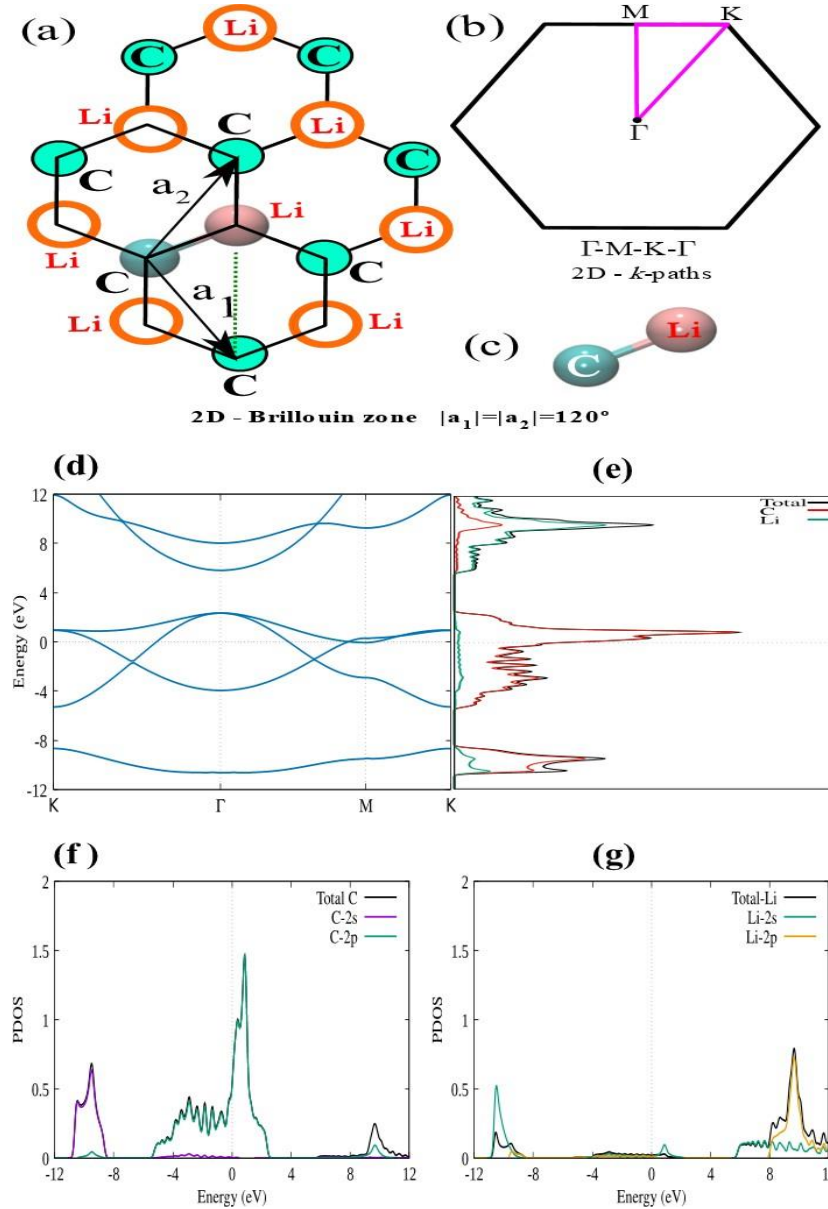 (a)
Li
C
C
Li
C
Li
C
C
a2
Li
C
Li
Li
C
a1
C
Li
Li
C
(b)
M
K
Γ
Γ-M-K-Γ
2D - k-paths
(c)
C
Li
2D - Brillouin zone |a1|=|a2|=120°
(d)
12
8
4
0
-4
-8
-12
Energy (eV)
K
Γ
M
K
(e)
Total
C
Li
(f )
2
1.5
1
0.5
0
PDOS
Total C
C-2s
C-2p
-12
-8
-4
0
4
8
12
Energy (eV)
(g)
2
1.5
1
0.5
0
PDOS
Total-Li
Li-2s
Li-2p
-12
-8
-4
0
4
8
12
Energy (eV)